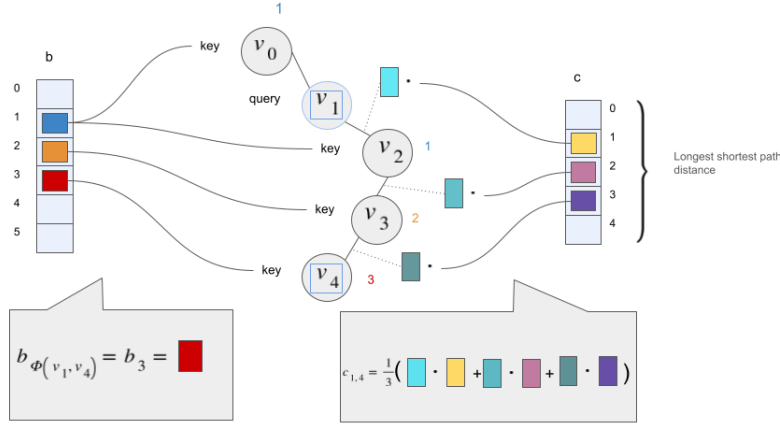 1
b
key
v₀
c
0
query
v₁
0
1
1
2
key
v₂
1
2
3
3
4
key
v₃
2
4
5
key
v₄
3
Longest shortest path
distance
b_Φ(v₁, v₄) = b₃ =
c₁,₄ = 1/3 ( · + · + · )